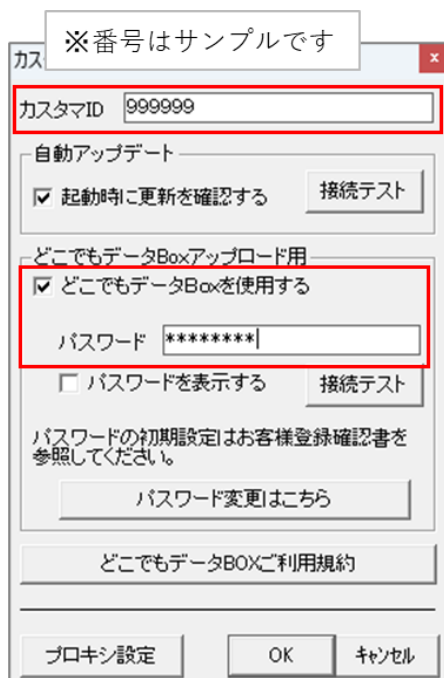 ※番号はサンプルです
カス
x
カスタマID 999999
自動アップデート
起動時に更新を確認する 接続テスト
どこでもデータBoxアップロード用
どこでもデータBoxを使用する
パスワード ********
パスワードを表示する 接続テスト
パスワードの初期設定はお客様登録確認書を
参照してください。
パスワード変更はこちら
どこでもデータBOXご利用規約
プロキシ設定 OK キャンセル